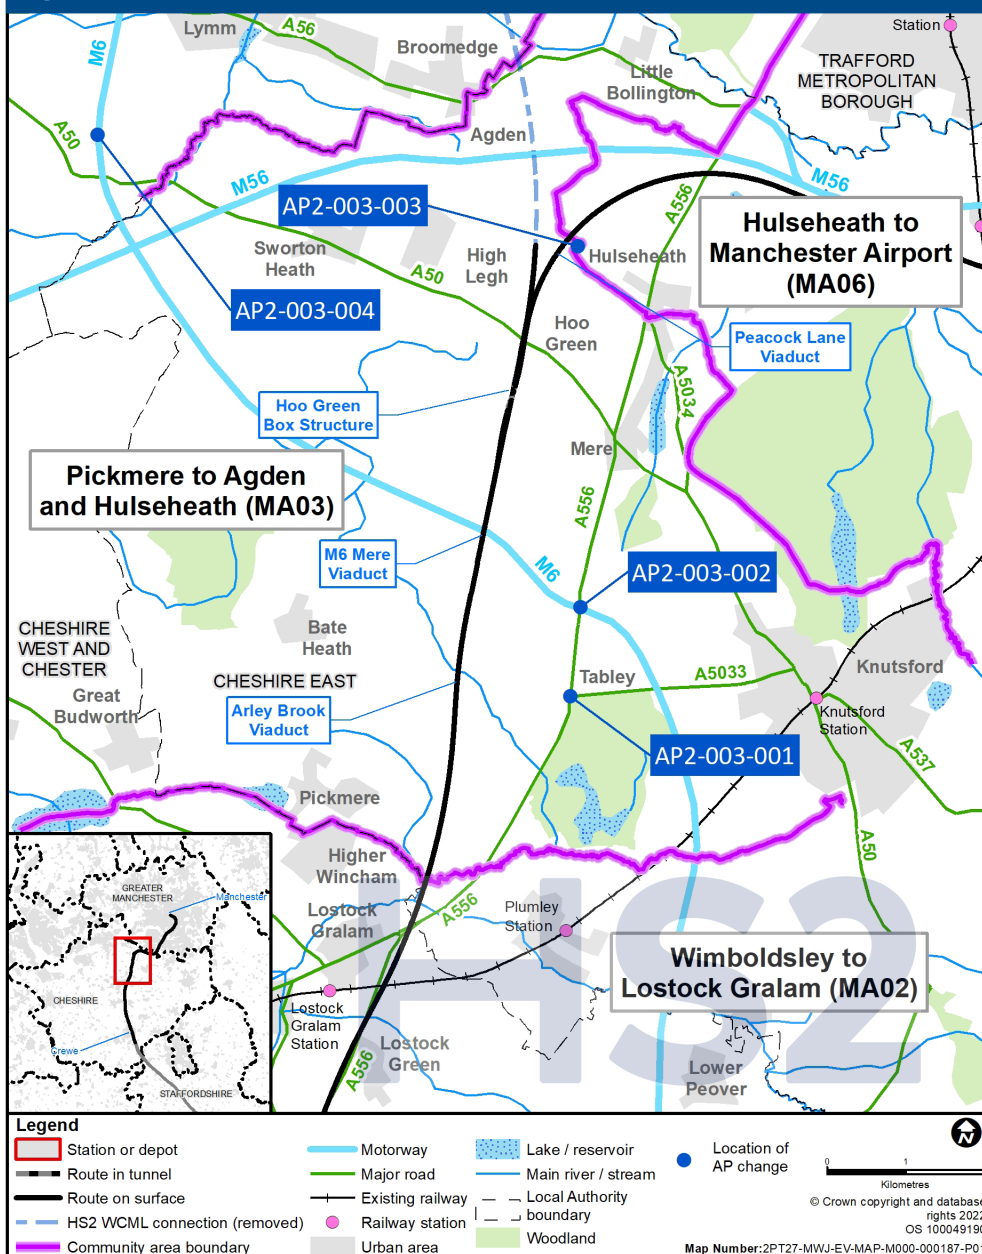 Lymm
A56
Broomedge
Station
M6
TRAFFORD
METROPOLITAN
BOROUGH
Little
Bollington
A50
Agden
M56
M56
A556
AP2-003-003
Hulseheath to
Manchester Airport
(MA06)
Sworton
Heath
High
Legh
Hulseheath
A50
AP2-003-004
Hoo
Green
Peacock Lane
Viaduct
A5034
Hoo Green
Box Structure
Mere
Pickmere to Agden
and Hulseheath (MA03)
A556
M6 Mere
Viaduct
M6
AP2-003-002
CHESHIRE
WEST AND
CHESTER
Bate
Heath
Knutsford
Great
Budworth
CHESHIRE EAST
Tabley
A5033
Arley Brook
Viaduct
Knutsford
Station
AP2-003-001
A537
Pickmere
A50
Higher
Wincham
GREATER
MANCHESTER
Manchester
Lostock
Gralam
A556
Plumley
Station
HS2
Wimboldsley to
Lostock Gralam (MA02)
CHESHIRE
Lostock
Gralam
Station
Crewe
A556
Lostock
Green
Lower
Peover
STAFFORDSHIRE
Legend
Station or depot
Route in tunnel
Route on surface
HS2 WCML connection (removed)
Community area boundary
Motorway
Major road
Existing railway
Railway station
Urban area
Lake / reservoir
Main river / stream
Local Authority
boundary
Woodland
Location of
AP change
N
0 1
Kilometres
© Crown copyright and database
rights 2022
OS 100049190
Map Number:2PT27-MWJ-EV-MAP-M000-000187-P01